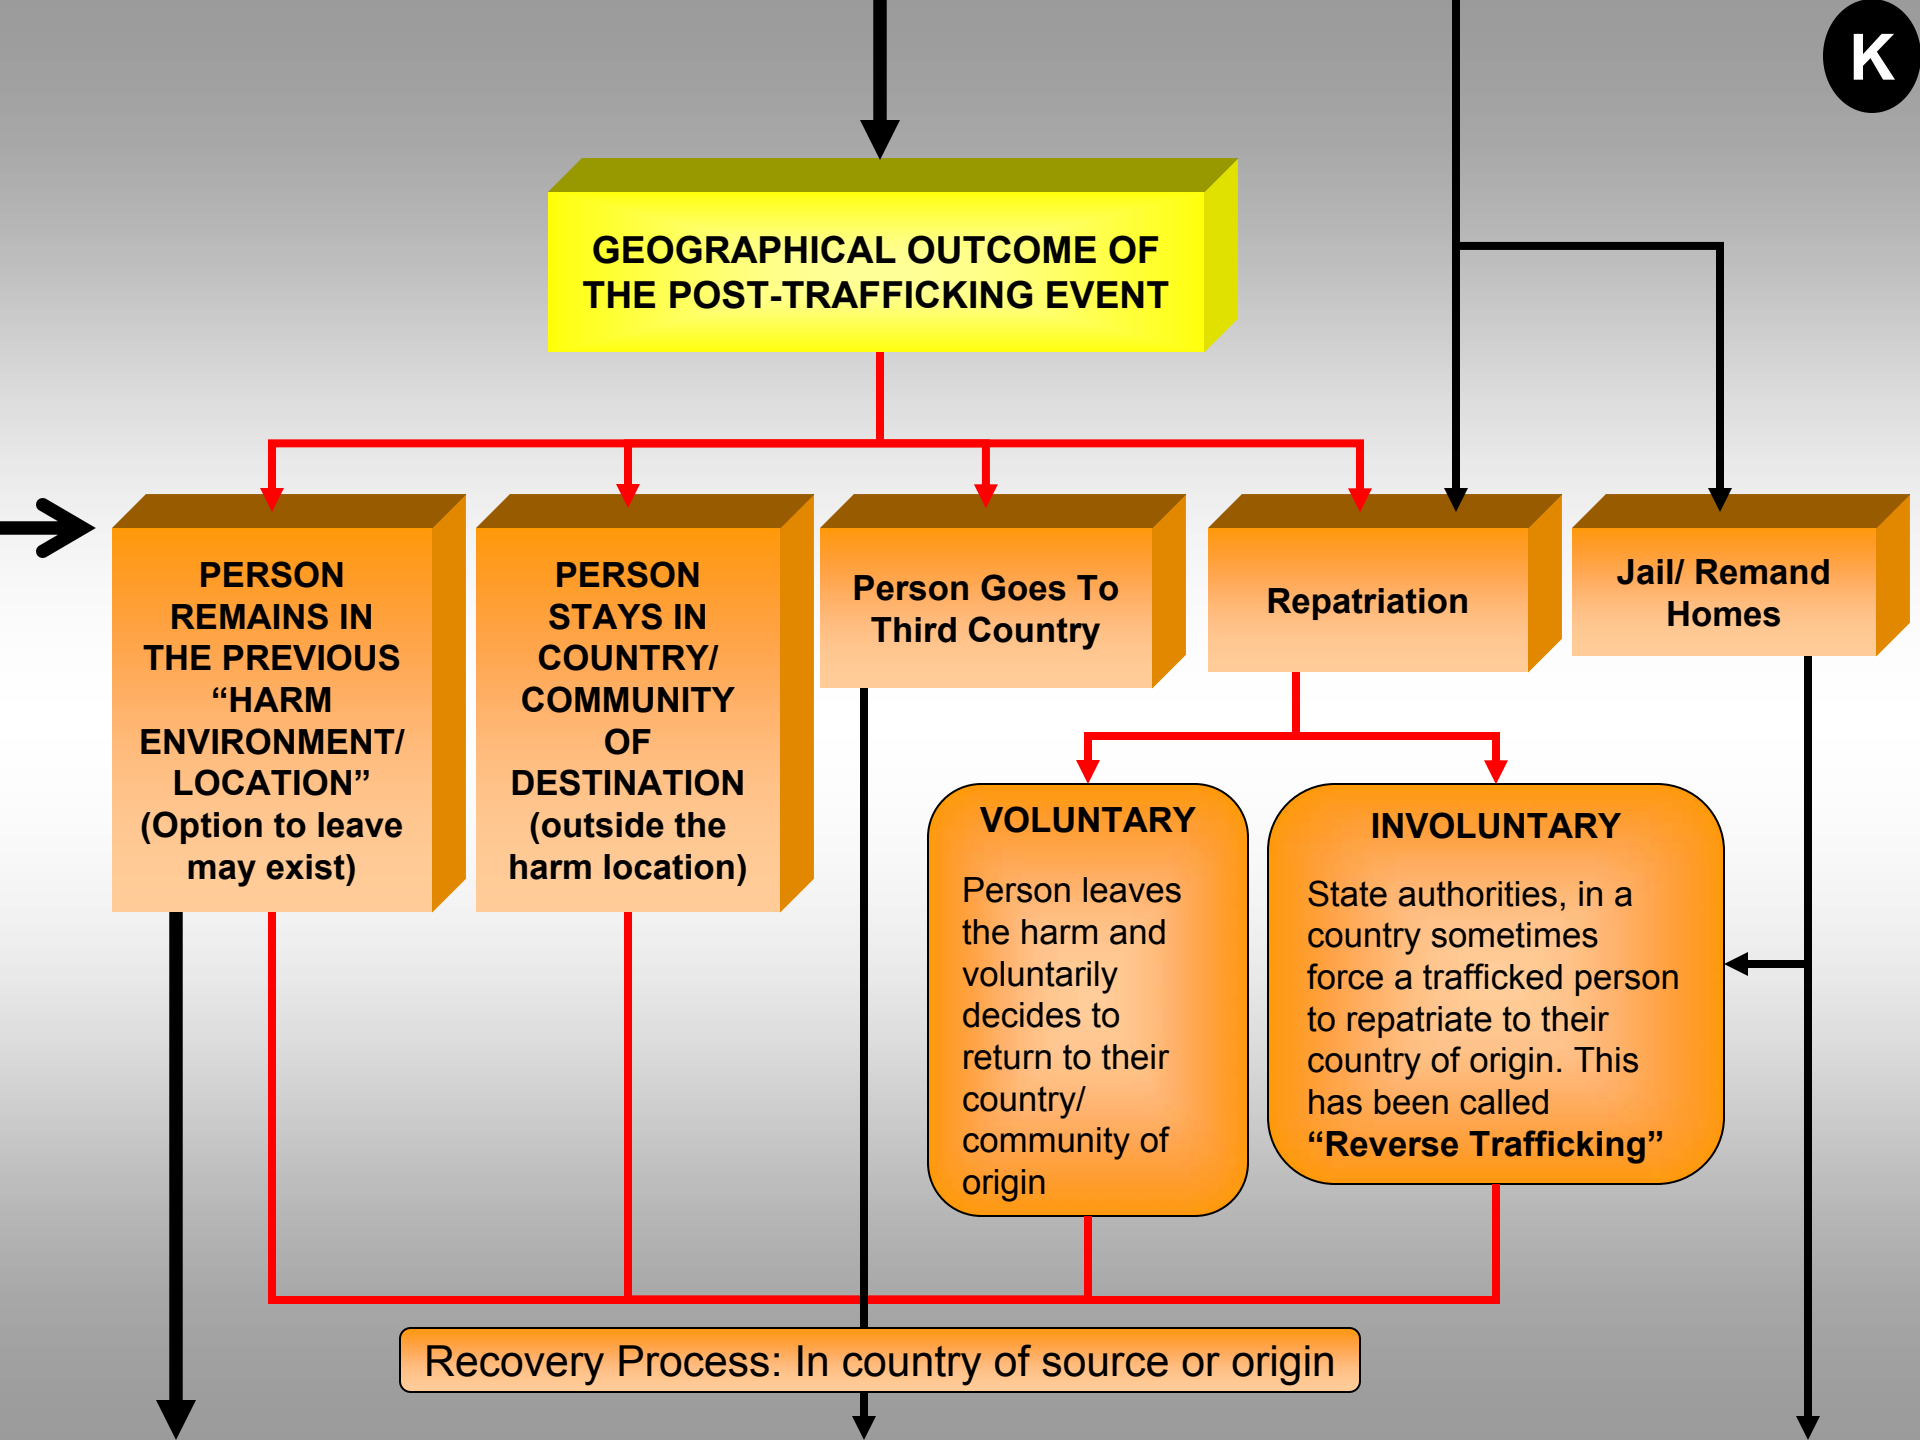 K
GEOGRAPHICAL OUTCOME OF
THE POST-TRAFFICKING EVENT
PERSON
REMAINS IN
THE PREVIOUS
“HARM
ENVIRONMENT/
LOCATION”
(Option to leave
may exist)
PERSON
STAYS IN
COUNTRY/
COMMUNITY
OF
DESTINATION
(outside the
harm location)
Person Goes To
Third Country
Repatriation
Jail/ Remand
Homes
VOLUNTARY
Person leaves
the harm and
voluntarily
decides to
return to their
country/
community of
origin
INVOLUNTARY
State authorities, in a
country sometimes
force a trafficked person
to repatriate to their
country of origin. This
has been called
“Reverse Trafficking”
Recovery Process: In country of source or origin